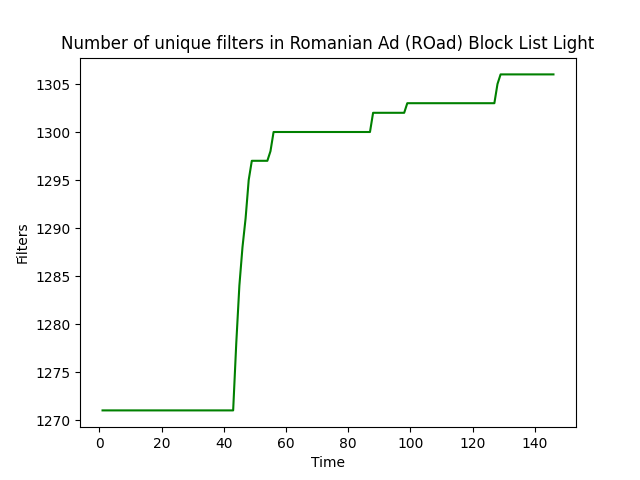 Number of unique filters in Romanian Ad (ROad) Block List Light
1305
1300
1295
1290
1285
1280
1275
1270
Filters
0 20 40 60 80 100 120 140
Time